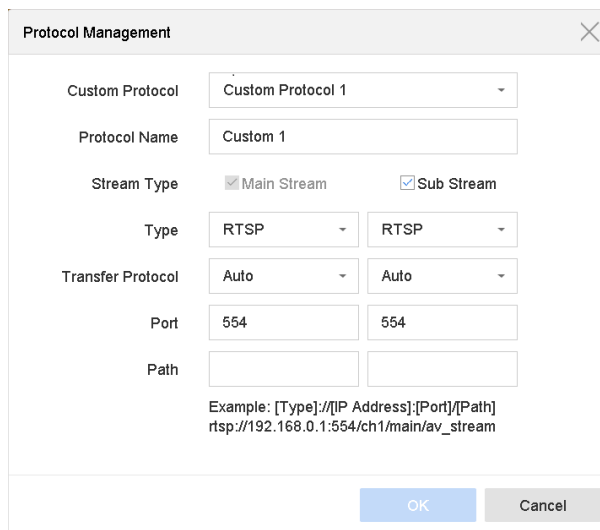 Protocol Management
Custom Protocol Custom Protocol 1
Protocol Name Custom 1
Stream Type Main Stream Sub Stream
Type RTSP RTSP
Transfer Protocol Auto Auto
Port 554 554
Path
Example: [Type]://[IP Address]:[Port]/[Path]
rtsp://192.168.0.1:554/ch1/main/av_stream
OK Cancel